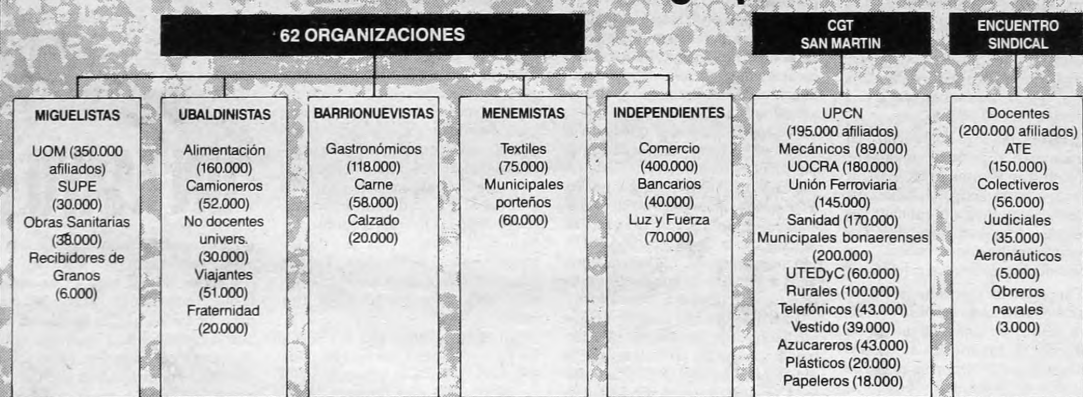 62 ORGANIZACIONES
MIGUELISTAS
UOM (350.000
afiliados)
SUPE
(30.000)
Obras Sanitarias
(38.000)
Recibidores de
Granos
(6.000)
UBALDINISTAS
Alimentación
(160.000)
Camioneros
(52.000)
No docentes
univers.
(30.000)
Viajantes
(51.000)
Fraternidad
(20.000)
BARRIONUEVISTAS
Gastronómicos
(118.000)
Carne
(58.000)
Calzado
(20.000)
MENEMISTAS
Textiles
(75.000)
Municipales
porteños
(60.000)
INDEPENDIENTES
Comercio
(400.000)
Bancarios
(40.000)
Luz y Fuerza
(70.000)
CGT
SAN MARTIN
UPCN
(195.000 afiliados)
Mecánicos (89.000)
UOCRA (180.000)
Unión Ferroviaria
(145.000)
Sanidad (170.000)
Municipales bonaerenses
(200.000)
UTEDyC (60.000)
Rurales (100.000)
Telefónicos (43.000)
Vestido (39.000)
Azucareros (43.000)
Plásticos (20.000)
Papeleros (18.000)
ENCUENTRO
SINDICAL
Docentes
(200.000 afiliados)
ATE
(150.000)
Colectiveros
(56.000)
Judiciales
(35.000)
Aeronáuticos
(5.000)
Obreros
navales
(3.000)